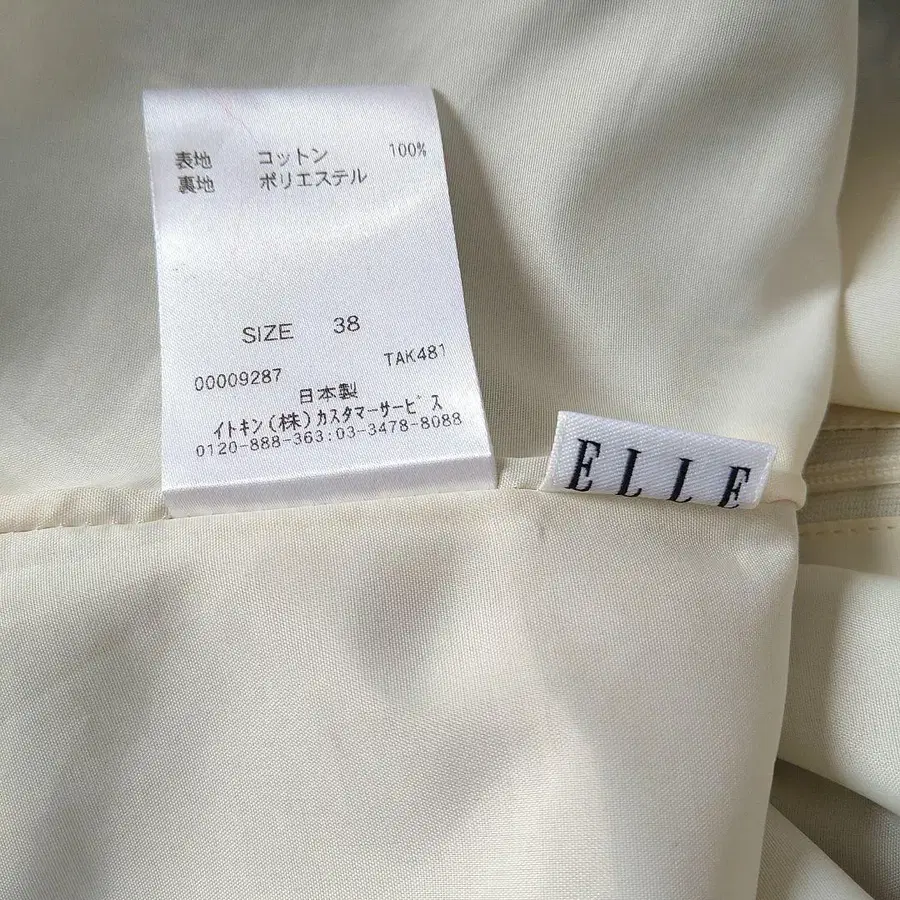 表地 コットン 100%
裏地 ポリエステル
SIZE 38
00009287 TAK481
日本製
イトキン(株)カスタマーサービス
0120-888-363:03-3478-8088
ELLE